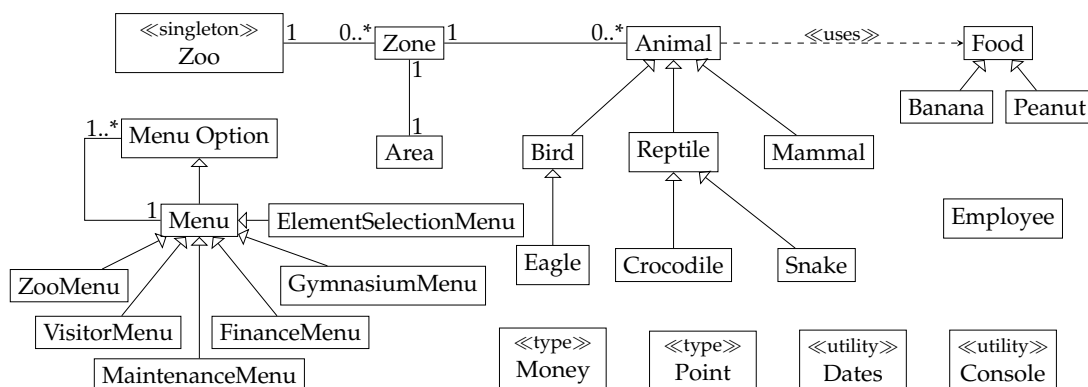 ≪singleton≫
Zoo
1
0..*
Zone
1
0..*
Animal
≪uses≫
Food
1
1
Area
Banana
Peanut
1..*
Menu Option
Bird
Reptile
Mammal
1
Menu
ElementSelectionMenu
Employee
Eagle
Crocodile
Snake
ZooMenu
GymnasiumMenu
VisitorMenu
FinanceMenu
MaintenanceMenu
≪type≫
Money
≪type≫
Point
≪utility≫
Dates
≪utility≫
Console